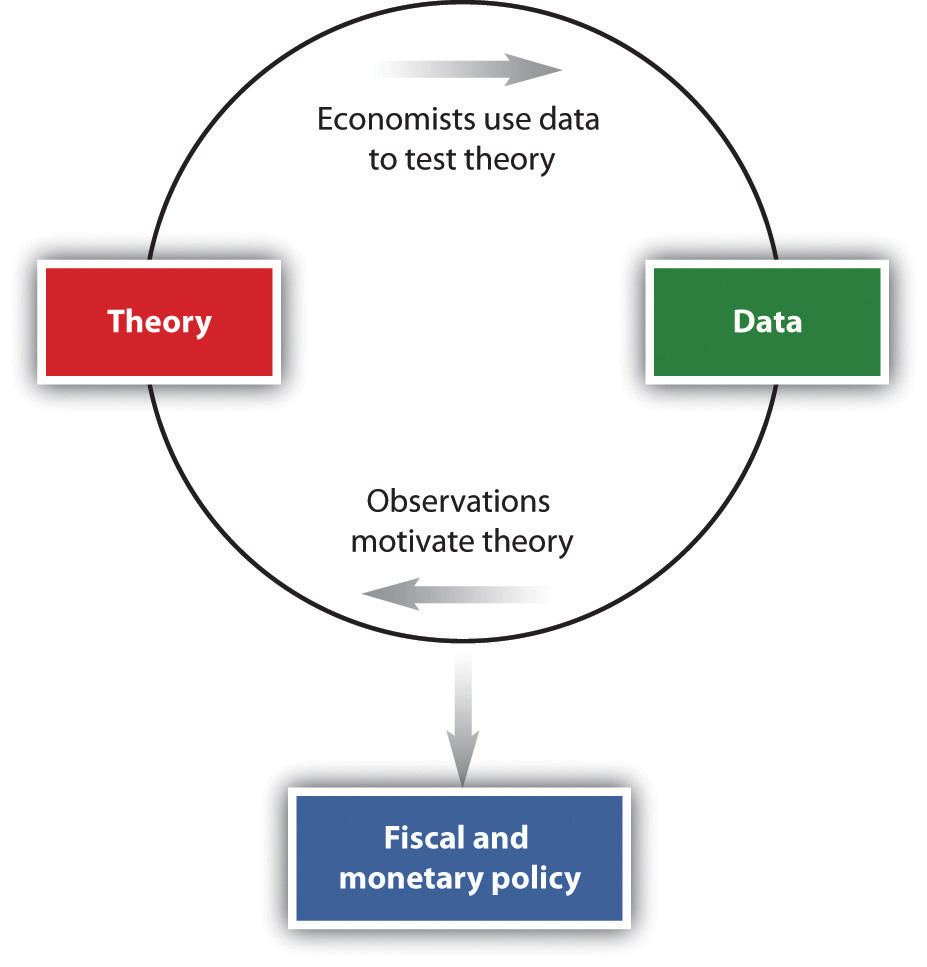 Economists use data
to test theory
Theory
Data
Observations
motivate theory
Fiscal and
monetary policy